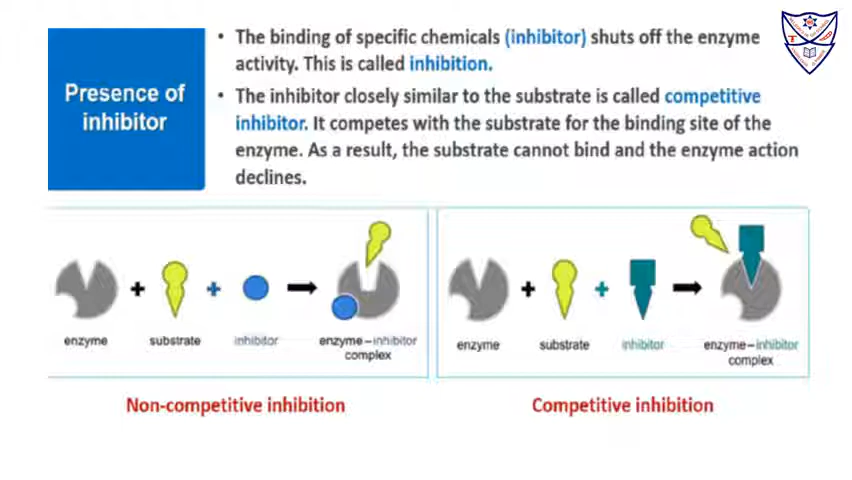 Presence of
inhibitor
• The binding of specific chemicals (inhibitor) shuts off the enzyme
activity. This is called inhibition.
• The inhibitor closely similar to the substrate is called competitive
inhibitor. It competes with the substrate for the binding site of the
enzyme. As a result, the substrate cannot bind and the enzyme action
declines.
enzyme + substrate + inhibitor enzyme–inhibitor
complex
enzyme + substrate + inhibitor enzyme–inhibitor
complex
Non-competitive inhibition
Competitive inhibition